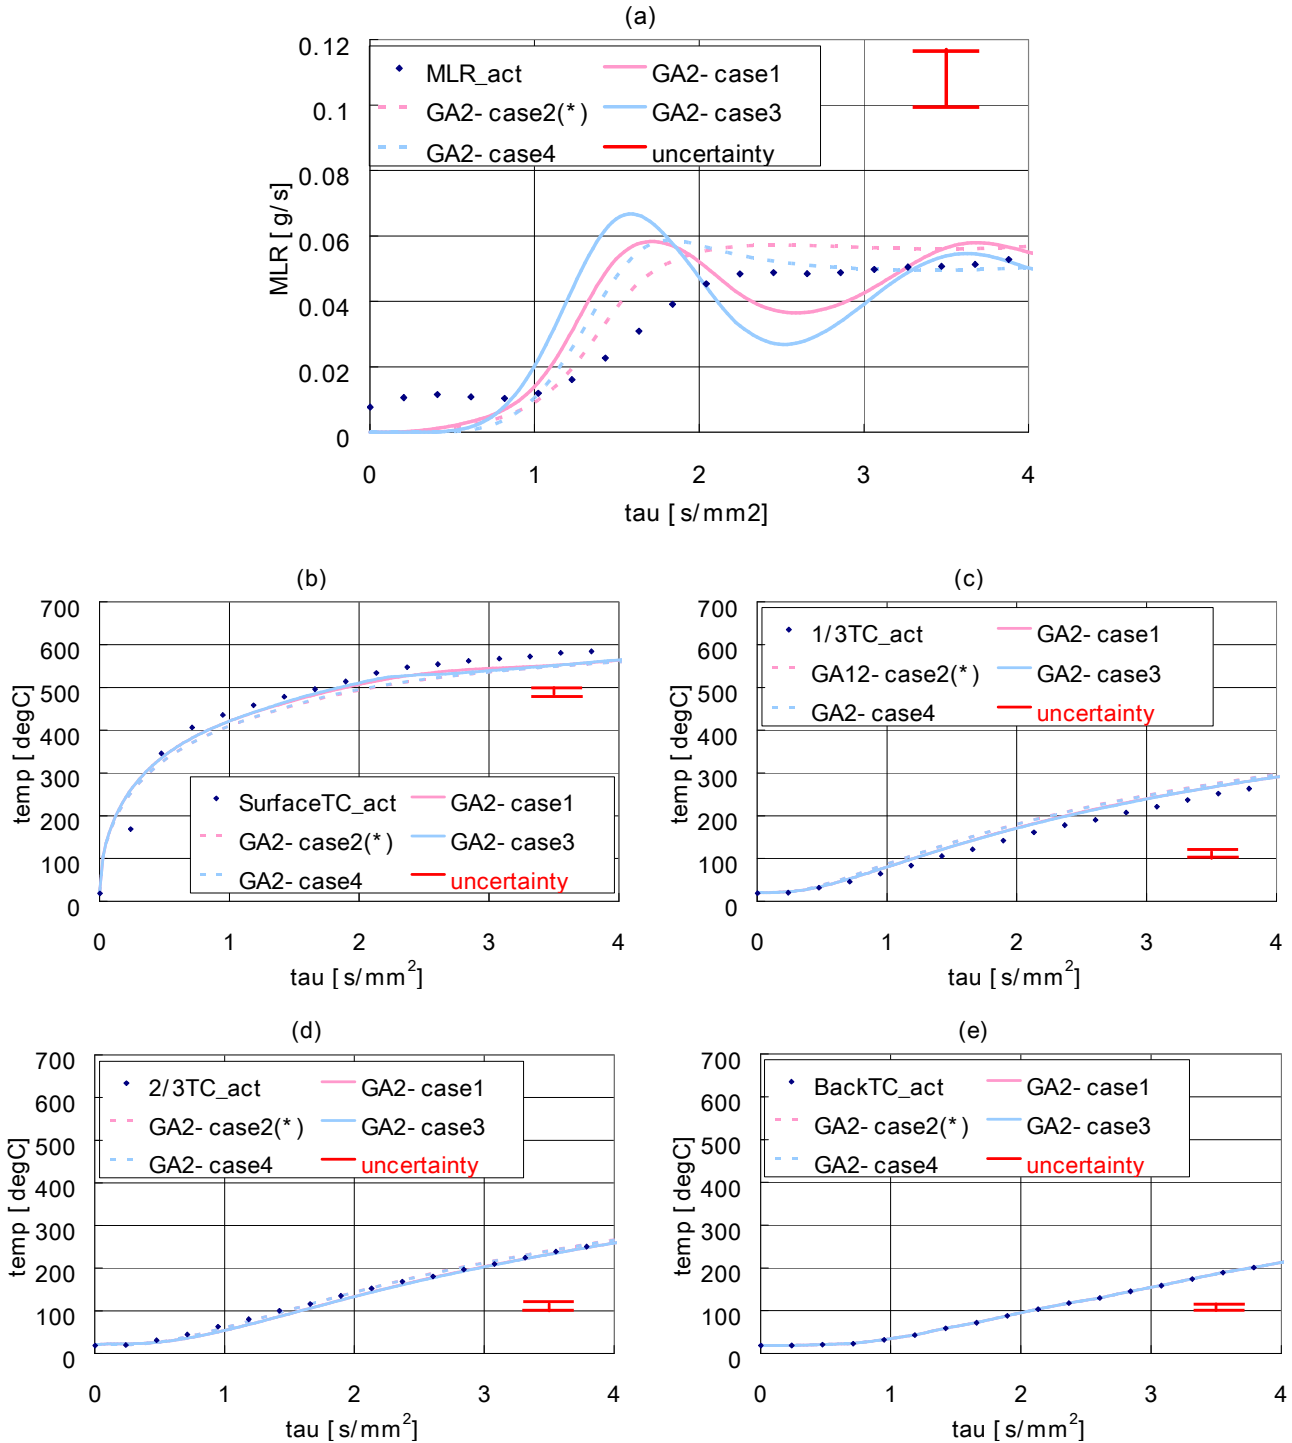 (a)
0.12
0.1
0.08
0.06
0.04
0.02
0
MLR [g/s]
MLR_act
GA2- case1
GA2- case2(*)
GA2- case3
GA2- case4
uncertainty
0 1 2 3 4
tau [s/mm2]
(b)
700
600
500
400
300
200
100
0
temp [degC]
SurfaceTC_act
GA2- case1
GA2- case2(*)
GA2- case3
GA2- case4
uncertainty
0 1 2 3 4
tau [s/mm²]
(c)
700
600
500
400
300
200
100
0
temp [degC]
1/3TC_act
GA2- case1
GA12- case2(*)
GA2- case3
GA2- case4
uncertainty
0 1 2 3 4
tau [s/mm²]
(d)
700
600
500
400
300
200
100
0
temp [degC]
2/3TC_act
GA2- case1
GA2- case2(*)
GA2- case3
GA2- case4
uncertainty
0 1 2 3 4
tau [s/mm²]
(e)
700
600
500
400
300
200
100
0
temp [degC]
BackTC_act
GA2- case1
GA2- case2(*)
GA2- case3
GA2- case4
uncertainty
0 1 2 3 4
tau [s/mm²]